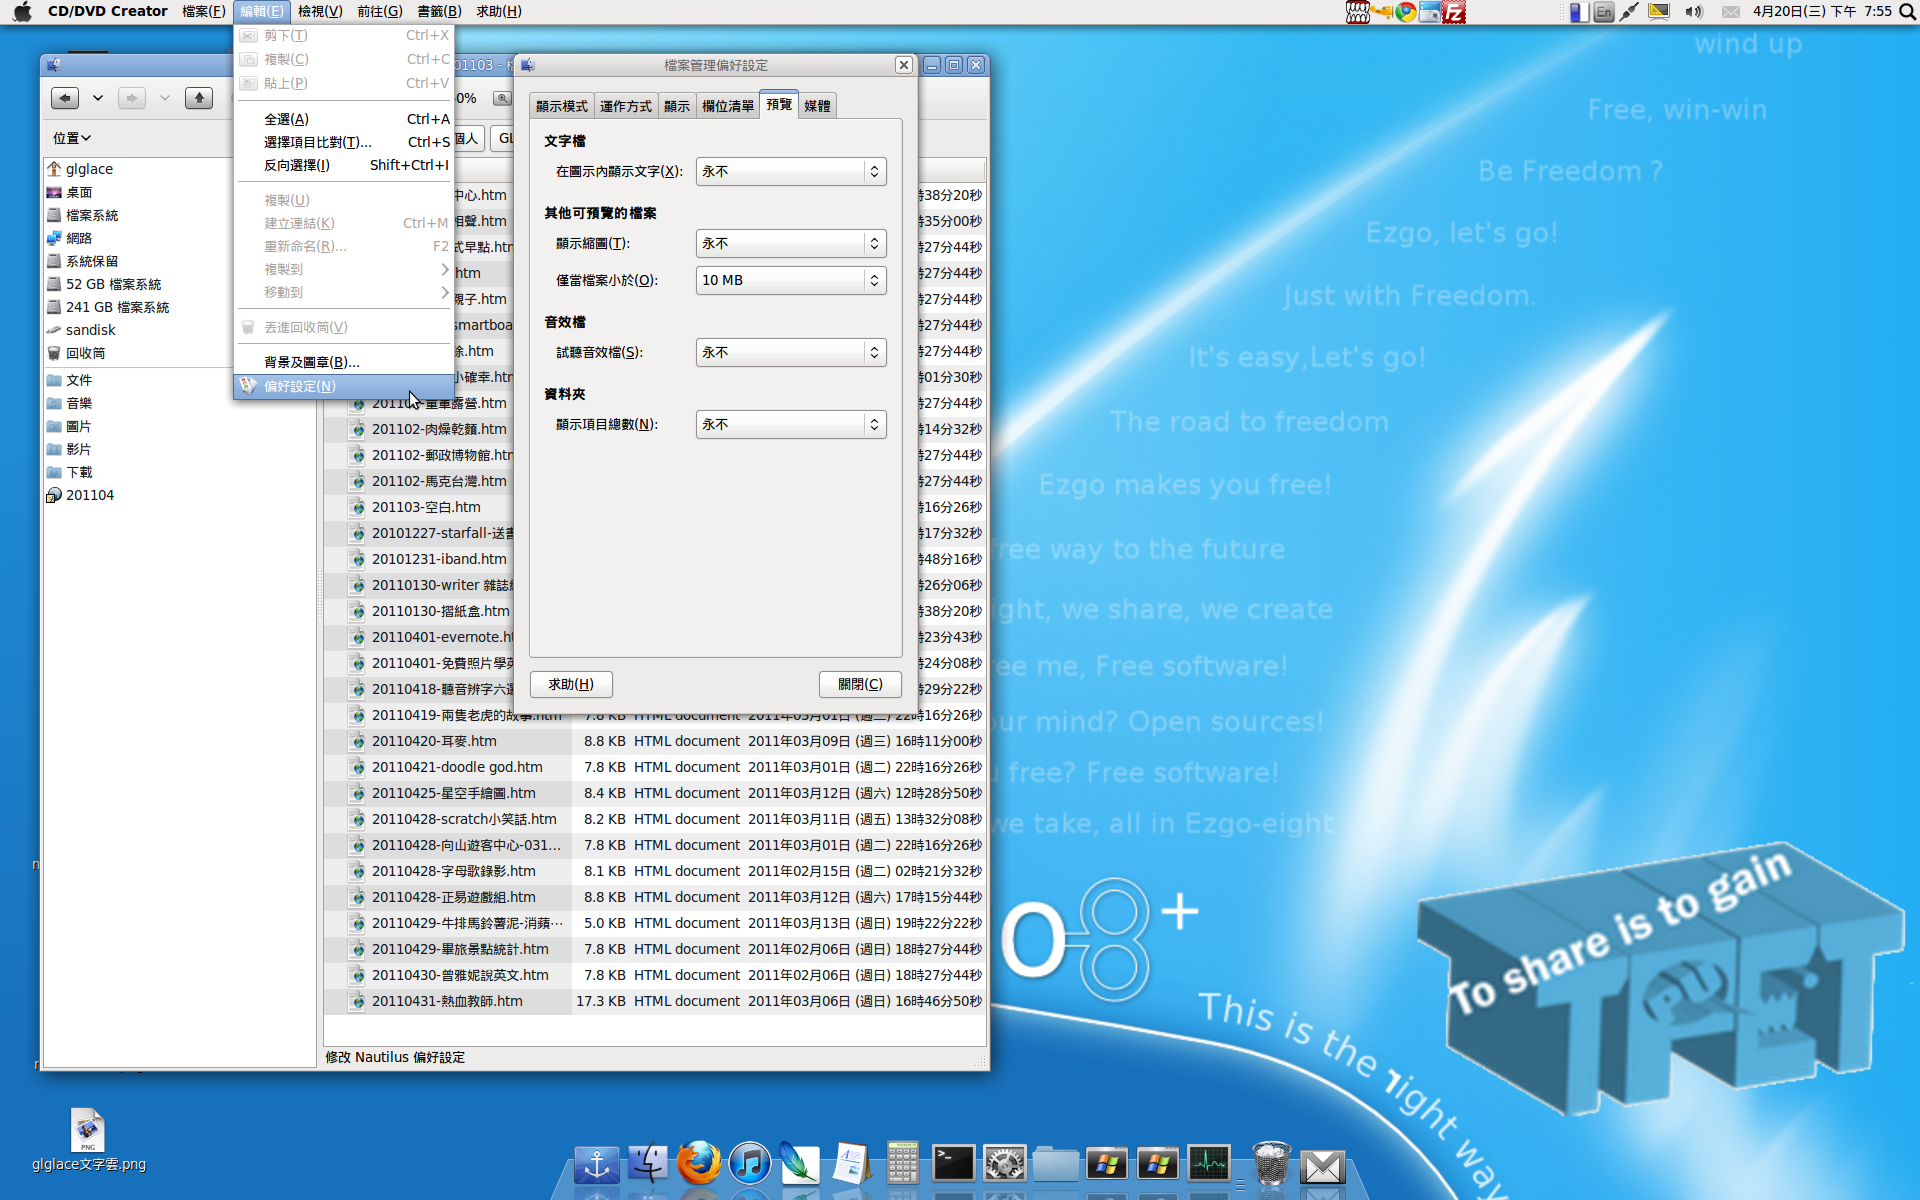 CD/DVD Creator 檔案(F) 編輯(E) 檢視(V) 前往(G) 書籤(B) 求助(H)
En 4月20日(三) 下午 7:55
剪下(T) Ctrl+X
複製(C) Ctrl+C
貼上(P) Ctrl+V
全選(A) Ctrl+A
選擇項目比對(T)... Ctrl+S
反向選擇(I) Shift+Ctrl+I
複製(U)
建立連結(K) Ctrl+M
重新命名(R)... F2
複製到
移動到
丟進回收筒(V)
背景及圖章(B)...
偏好設定(N)
位置
glglace
桌面
檔案系統
網路
系統保留
52 GB 檔案系統
241 GB 檔案系統
sandisk
回收筒
文件
音樂
圖片
影片
下載
201104
01103 -
0%
個人 GL
檔案管理偏好設定
顯示模式 運作方式 顯示 欄位清單 預覽 媒體
文字檔
在圖示內顯示文字(X): 永不
其他可預覽的檔案
顯示縮圖(T): 永不
僅當檔案小於(O): 10 MB
音效檔
試聽音效檔(S): 永不
資料夾
顯示項目總數(N): 永不
求助(H) 關閉(C)
中心.htm 時38分20秒
相聲.htm 時35分00秒
式早點.htm 時27分44秒
htm 時27分44秒
親子.htm 時27分44秒
smartboa 時27分44秒
除.htm 時27分44秒
小確幸.htm 時01分30秒
時27分44秒
201102-肉燥乾麵.htm 時14分32秒
201102-郵政博物館.htm 時27分44秒
201102-馬克台灣.htm 時27分44秒
201103-空白.htm 時16分26秒
20101227-starfall-送書 時17分32秒
20101231-iband.htm 時48分16秒
20110130-writer 雜誌 時26分06秒
20110130-摺紙盒.htm 時38分20秒
20110401-evernote.ht 時23分43秒
20110401-免費照片學英 時24分08秒
20110418-聽音辨字六選 時29分22秒
20110419-兩隻老虎的故事.htm 7.8 KB HTML document 2011年03月01日 (週二) 22時16分26秒
20110420-耳麥.htm 8.8 KB HTML document 2011年03月09日 (週三) 16時11分00秒
20110421-doodle god.htm 7.8 KB HTML document 2011年03月01日 (週二) 22時16分26秒
20110425-星空手繪圖.htm 8.4 KB HTML document 2011年03月12日 (週六) 12時28分50秒
20110428-scratch小笑話.htm 8.2 KB HTML document 2011年03月11日 (週五) 13時32分08秒
20110428-向山遊客中心-031... 7.8 KB HTML document 2011年03月01日 (週二) 22時16分26秒
20110428-字母歌錄影.htm 8.1 KB HTML document 2011年02月15日 (週二) 02時21分32秒
20110428-正易遊戲組.htm 8.8 KB HTML document 2011年03月12日 (週六) 17時15分44秒
20110429-牛排馬鈴薯泥-消蘋… 5.0 KB HTML document 2011年03月13日 (週日) 19時22分22秒
20110429-畢旅景點統計.htm 7.8 KB HTML document 2011年02月06日 (週日) 18時27分44秒
20110430-曾雅妮說英文.htm 7.8 KB HTML document 2011年02月06日 (週日) 18時27分44秒
20110431-熱血教師.htm 17.3 KB HTML document 2011年03月06日 (週日) 16時46分50秒
修改 Nautilus 偏好設定
wind up
Free, win-win
Be Freedom ?
Ezgo, let's go!
Just with Freedom.
It's easy,Let's go!
The road to freedom
Ezgo makes you free!
free way to the future
ight, we share, we create
ee me, Free software!
ur mind? Open sources!
u free? Free software!
we take, all in Ezgo-eight
o8+
This is the right way
To share is to gain
PNG
glglace文字雲.png